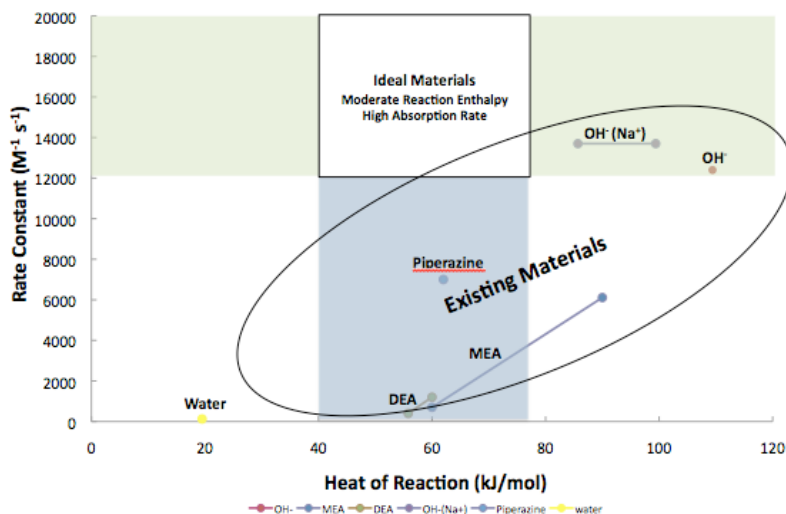 20000
18000
16000
14000
12000
10000
8000
6000
4000
2000
0
Rate Constant (M⁻¹ s⁻¹)
Ideal Materials
Moderate Reaction Enthalpy
High Absorption Rate
OH⁻ (Na⁺)
OH⁻
Piperazine
Existing Materials
MEA
DEA
Water
0 20 40 60 80 100 120
Heat of Reaction (kJ/mol)
OH- MEA DEA OH-(Na+) Piperazine water